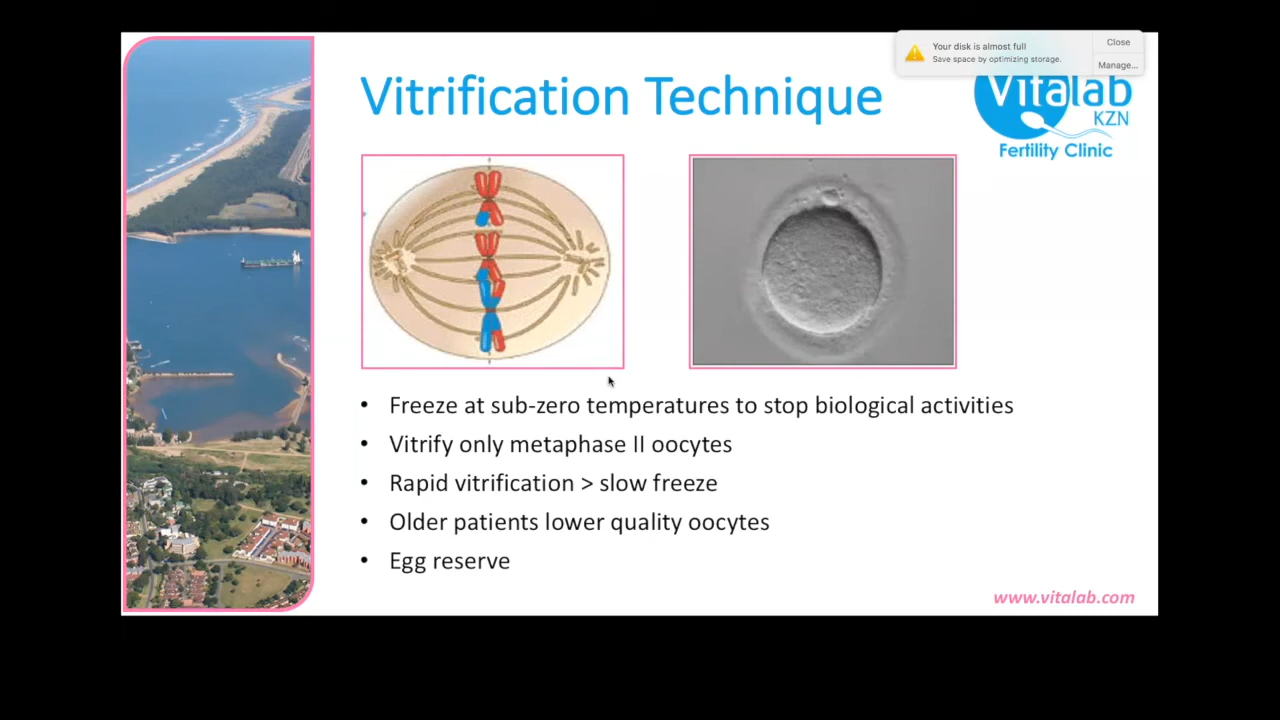 Your disk is almost full
Save space by optimizing storage.
Close
Manage...
Vitrification Technique
Vitalab
KZN
Fertility Clinic
• Freeze at sub-zero temperatures to stop biological activities
• Vitrify only metaphase II oocytes
• Rapid vitrification > slow freeze
• Older patients lower quality oocytes
• Egg reserve
www.vitalab.com